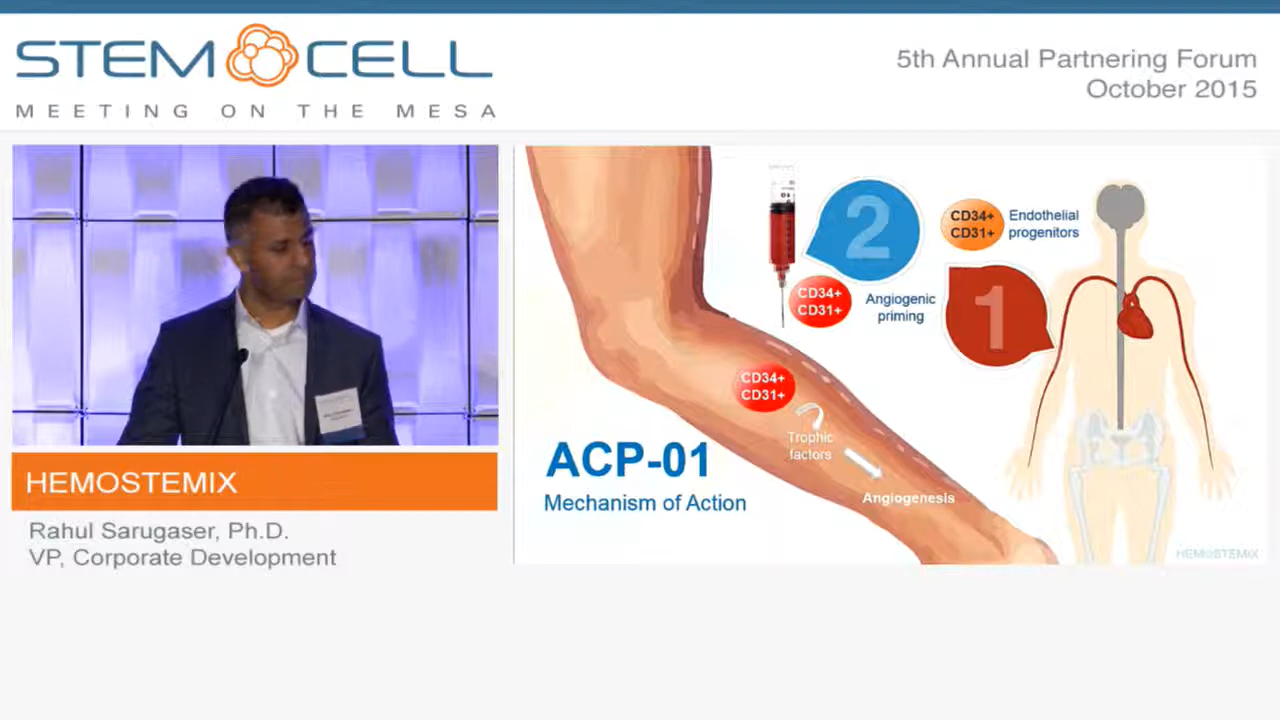 STEM CELL
MEETING ON THE MESA
5th Annual Partnering Forum
October 2015
HEMOSTEMIX
Rahul Sarugaser, Ph.D.
VP, Corporate Development
2
CD34+
CD31+
Endothelial
progenitors
CD34+
CD31+
Angiogenic
priming
1
CD34+
CD31+
Trophic
factors
Angiogenesis
ACP-01
Mechanism of Action
HEMOSTEMIX